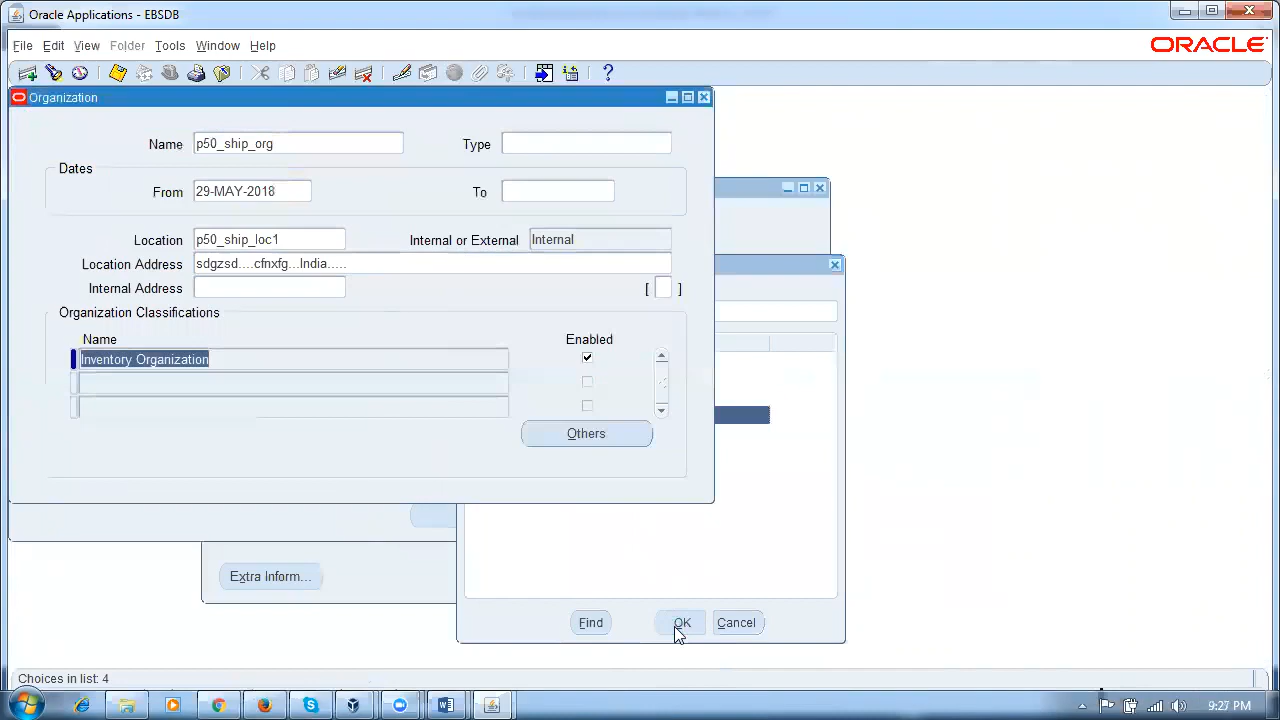 Oracle Applications - EBSDB
File Edit View Folder Tools Window Help
ORACLE
Organization
Name p50_ship_org Type
Dates
From 29-MAY-2018 To
Location p50_ship_loc1 Internal or External Internal
Location Address sdgzsd....cfnxfg...India.....
Internal Address [ ]
Organization Classifications
Name Enabled
Inventory Organization
Others
Extra Inform...
Find OK Cancel
Choices in list: 4
9:27 PM